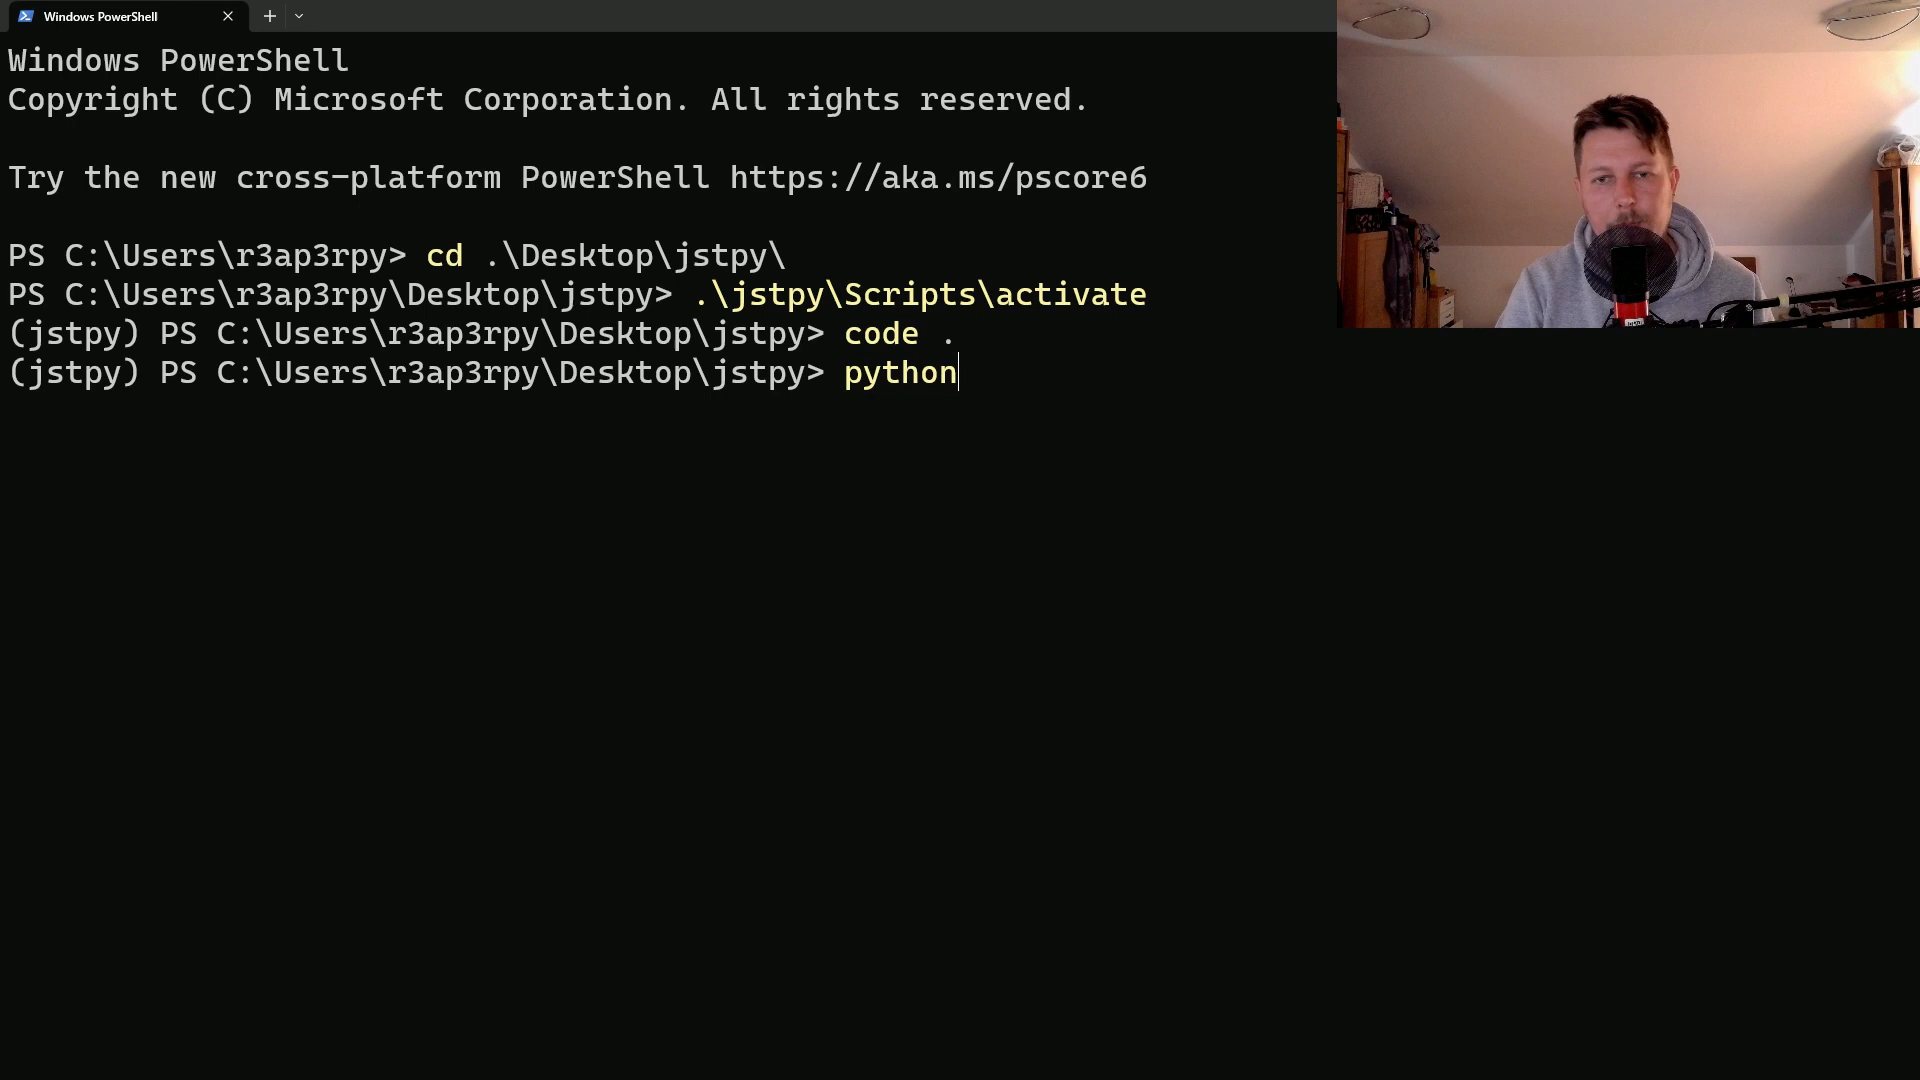 Windows PowerShell
Windows PowerShell
Copyright (C) Microsoft Corporation. All rights reserved.
Try the new cross-platform PowerShell https://aka.ms/pscore6
PS C:\Users\r3ap3rpy> cd .\Desktop\jstpy\
PS C:\Users\r3ap3rpy\Desktop\jstpy> .\jstpy\Scripts\activate
(jstpy) PS C:\Users\r3ap3rpy\Desktop\jstpy> code .
(jstpy) PS C:\Users\r3ap3rpy\Desktop\jstpy> python